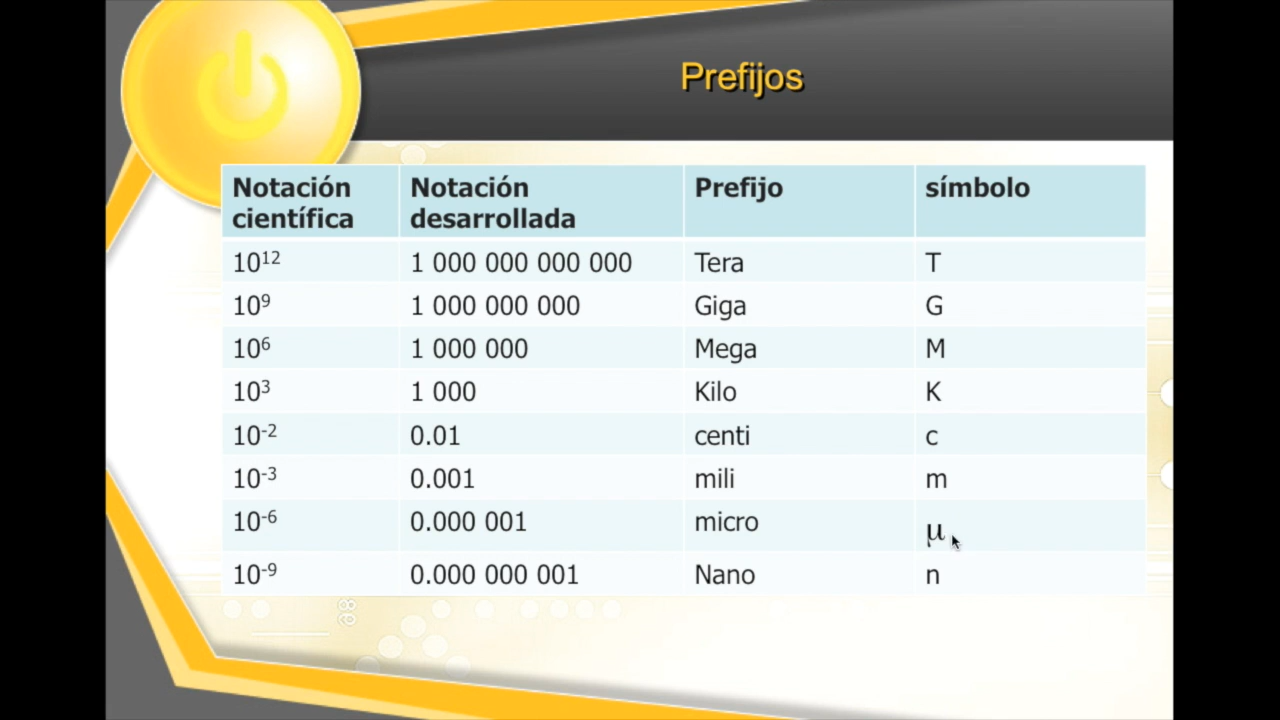 Prefijos
Notación científica Notación desarrollada Prefijo símbolo
10¹² 1 000 000 000 000 Tera T
10⁹ 1 000 000 000 Giga G
10⁶ 1 000 000 Mega M
10³ 1 000 Kilo K
10⁻² 0.01 centi c
10⁻³ 0.001 mili m
10⁻⁶ 0.000 001 micro μ
10⁻⁹ 0.000 000 001 Nano n